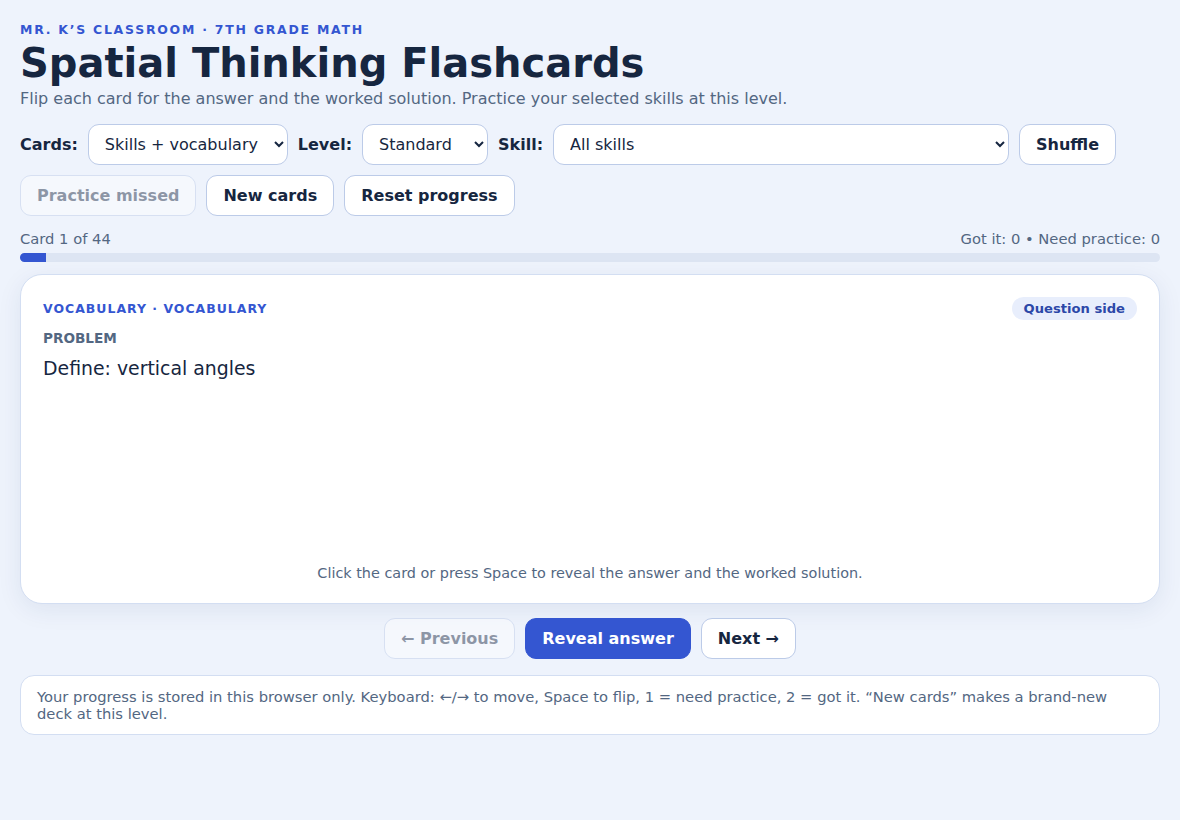 MR. K’S CLASSROOM · 7TH GRADE MATH
Spatial Thinking Flashcards
Flip each card for the answer and the worked solution. Practice your selected skills at this level.
Cards: Skills + vocabulary Level: Standard Skill: All skills Shuffle
Practice missed New cards Reset progress
Card 1 of 44 Got it: 0 • Need practice: 0
VOCABULARY · VOCABULARY Question side
PROBLEM
Define: vertical angles
Click the card or press Space to reveal the answer and the worked solution.
← Previous Reveal answer Next →
Your progress is stored in this browser only. Keyboard: ←/→ to move, Space to flip, 1 = need practice, 2 = got it. “New cards” makes a brand-new
deck at this level.